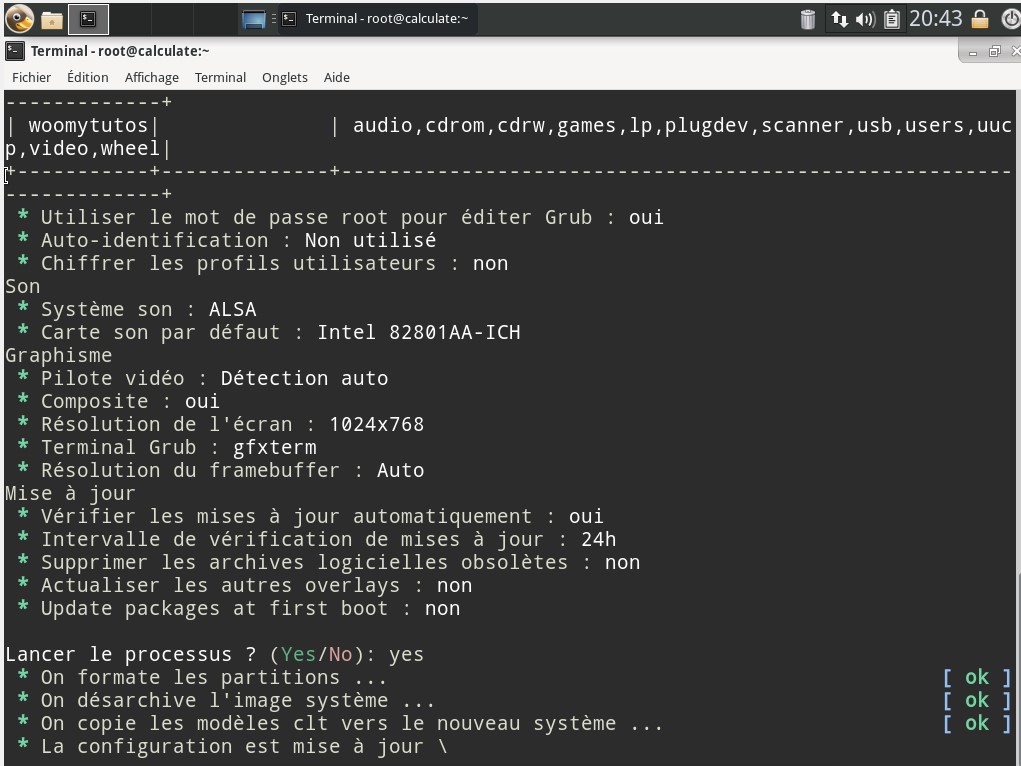 Terminal - root@calculate:~
20:43
Terminal - root@calculate:~
Fichier Édition Affichage Terminal Onglets Aide
-------------+
| woomytutos|              | audio,cdrom,cdrw,games,lp,plugdev,scanner,usb,users,uuc
p,video,wheel|
+-----------+--------------+--------------------------------------------------------
-------------+
* Utiliser le mot de passe root pour éditer Grub : oui
* Auto-identification : Non utilisé
* Chiffrer les profils utilisateurs : non
Son
* Système son : ALSA
* Carte son par défaut : Intel 82801AA-ICH
Graphisme
* Pilote vidéo : Détection auto
* Composite : oui
* Résolution de l'écran : 1024x768
* Terminal Grub : gfxterm
* Résolution du framebuffer : Auto
Mise à jour
* Vérifier les mises à jour automatiquement : oui
* Intervalle de vérification de mises à jour : 24h
* Supprimer les archives logicielles obsolètes : non
* Actualiser les autres overlays : non
* Update packages at first boot : non
Lancer le processus ? (Yes/No): yes
* On formate les partitions ... [ ok ]
* On désarchive l'image système ... [ ok ]
* On copie les modèles clt vers le nouveau système ... [ ok ]
* La configuration est mise à jour \